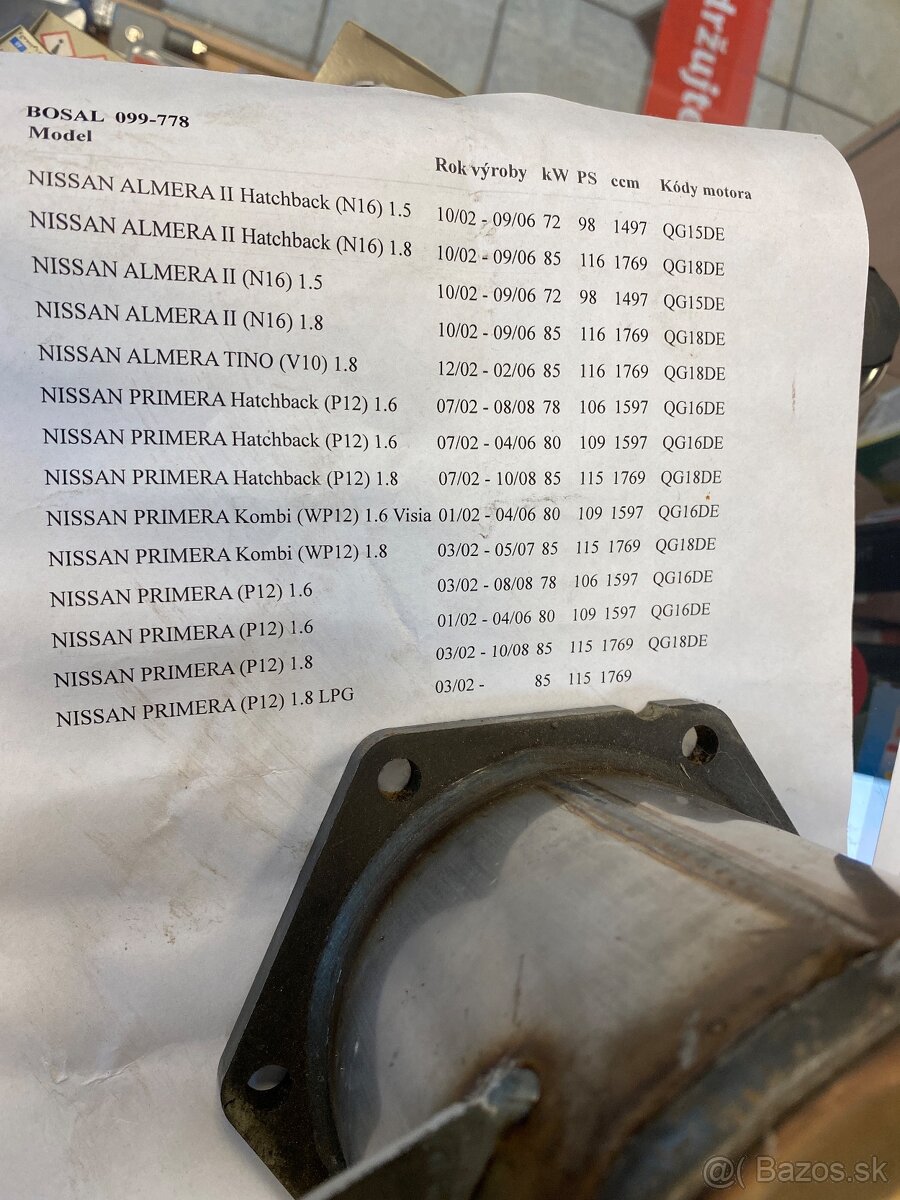 držujte
BOSAL 099-778
Model Rok výroby kW PS ccm Kódy motora
NISSAN ALMERA II Hatchback (N16) 1.5 10/02 - 09/06 72 98 1497 QG15DE
NISSAN ALMERA II Hatchback (N16) 1.8 10/02 - 09/06 85 116 1769 QG18DE
NISSAN ALMERA II (N16) 1.5 10/02 - 09/06 72 98 1497 QG15DE
NISSAN ALMERA II (N16) 1.8 10/02 - 09/06 85 116 1769 QG18DE
NISSAN ALMERA TINO (V10) 1.8 12/02 - 02/06 85 116 1769 QG18DE
NISSAN PRIMERA Hatchback (P12) 1.6 07/02 - 08/08 78 106 1597 QG16DE
NISSAN PRIMERA Hatchback (P12) 1.6 07/02 - 04/06 80 109 1597 QG16DE
NISSAN PRIMERA Hatchback (P12) 1.8 07/02 - 10/08 85 115 1769 QG18DE
NISSAN PRIMERA Kombi (WP12) 1.6 Visia 01/02 - 04/06 80 109 1597 QG16DE
NISSAN PRIMERA Kombi (WP12) 1.8 03/02 - 05/07 85 115 1769 QG18DE
NISSAN PRIMERA (P12) 1.6 03/02 - 08/08 78 106 1597 QG16DE
NISSAN PRIMERA (P12) 1.6 01/02 - 04/06 80 109 1597 QG16DE
NISSAN PRIMERA (P12) 1.8 03/02 - 10/08 85 115 1769 QG18DE
NISSAN PRIMERA (P12) 1.8 LPG 03/02 - 85 115 1769
@( Bazos.sk